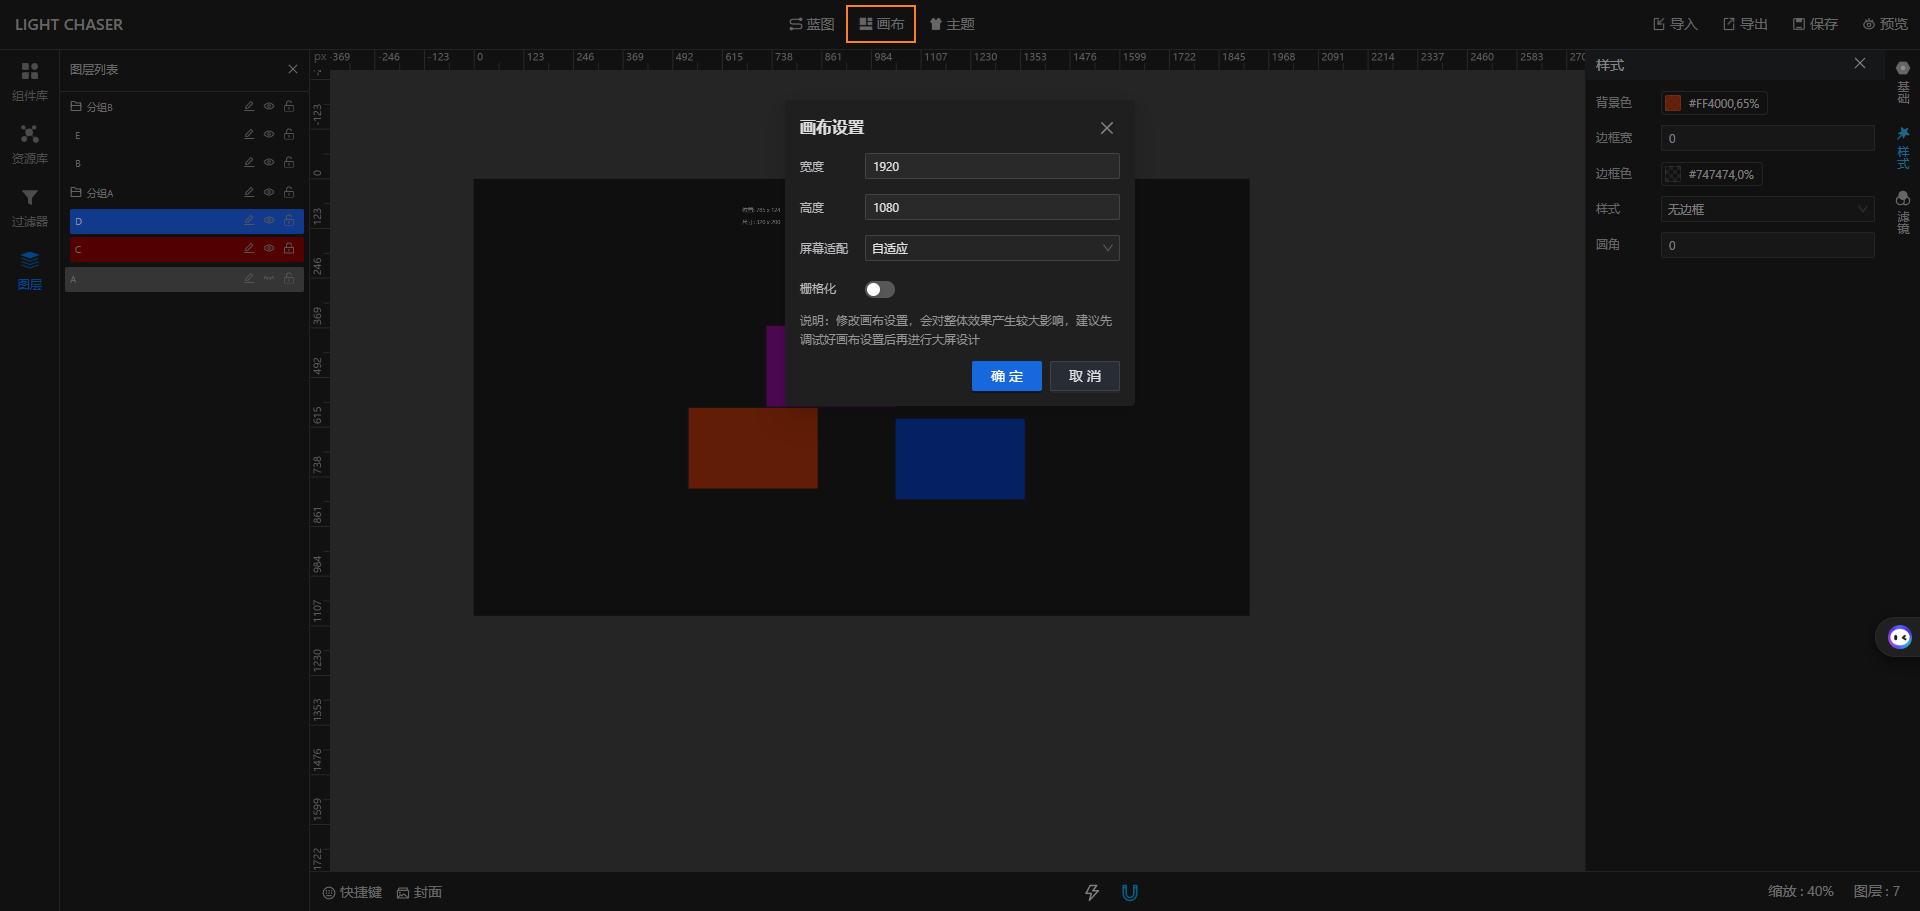 LIGHT CHASER
蓝图
画布
主题
导入
导出
保存
预览
组件库
资源库
过滤器
图层
图层列表
分组B
E
B
分组A
D
C
A
px
-369 -246 -123 0 123 246 369 492 615 738 861 984 1107 1230 1353 1476 1599 1722 1845 1968 2091 2214 2337 2460 2583
-123
0
123
246
369
492
615
738
861
984
1107
1230
1353
1476
1599
1722
画布设置
宽度 1920
高度 1080
屏幕适配 自适应
栅格化
说明：修改画布设置，会对整体效果产生较大影响，建议先
调试好画布设置后再进行大屏设计
确 定
取 消
样式
背景色 #FF4000,65%
边框宽 0
边框色 #747474,0%
样式 无边框
圆角 0
基础
样式
滤镜
快捷键
封面
缩放 : 40%
图层 : 7